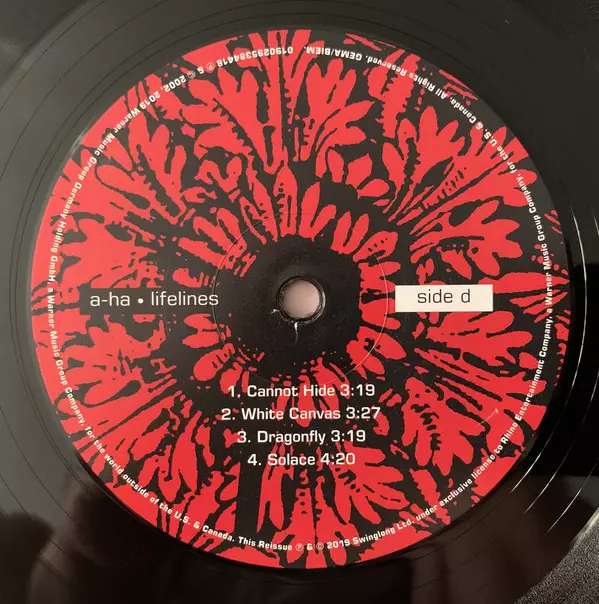 a-ha • lifelines
side d
1. Cannot Hide 3:19
2. White Canvas 3:27
3. Dragonfly 3:19
4. Solace 4:20
℗ & © 2002, 2019 Warner Music Group Germany Holding GmbH, a Warner Music Group Company, for the world outside of the U.S. & Canada. This Reissue ℗ & © 2019 Swinglong Ltd. under exclusive license to Rhino Entertainment Company, a Warner Music Group Company, for the U.S. & Canada. All Rights Reserved. GEMA/BIEM. 0190295384418